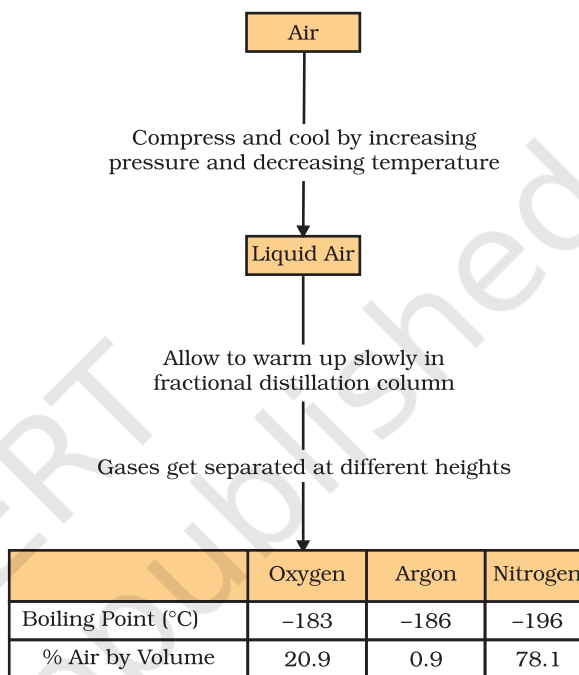 Air
Compress and cool by increasing
pressure and decreasing temperature
Liquid Air
Allow to warm up slowly in
fractional distillation column
Gases get separated at different heights
Oxygen Argon Nitrogen
Boiling Point (°C) –183 –186 –196
% Air by Volume 20.9 0.9 78.1